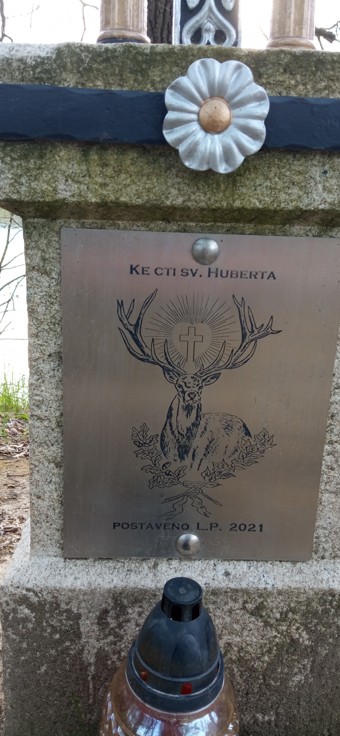 KE CTI SV. HUBERTA
POSTAVENO L.P. 2021